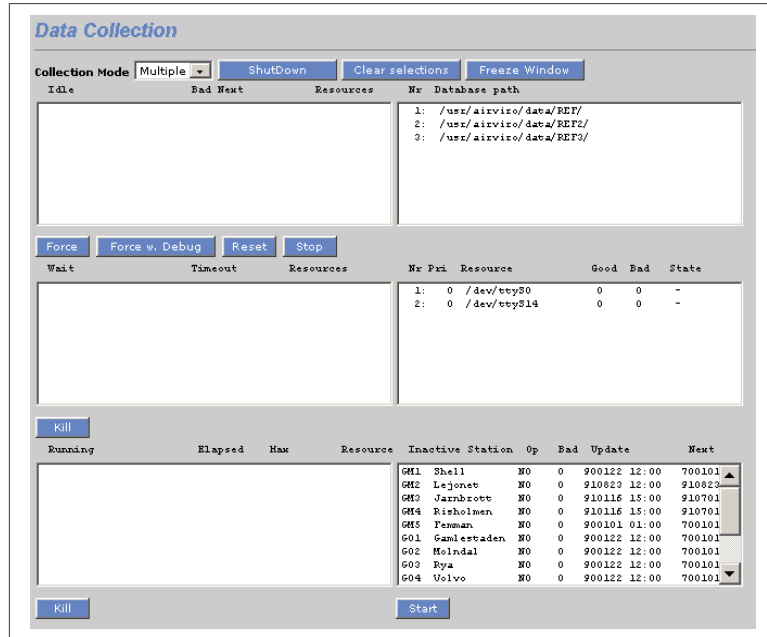 Data Collection
Collection Mode Multiple ShutDown Clear selections Freeze Window
Idle Bad Next Resources Nr Database path
1: /usr/airviro/data/REF/
2: /usr/airviro/data/REF2/
3: /usr/airviro/data/REF3/
Force Force w. Debug Reset Stop
Wait Timeout Resources Nr Pri Resource Good Bad State
1: 0 /dev/ttyS0 0 0 -
2: 0 /dev/ttyS14 0 0 -
Kill
Running Elapsed Max Resource Inactive Station Op Bad Update Next
GM1 Shell NO 0 900122 12:00 700101
GM2 Lejonet NO 0 910823 12:00 910823
GM3 Jarnbrott NO 0 910116 15:00 910701
GM4 Risholmen NO 0 910116 15:00 910701
GM5 Femman NO 0 900101 01:00 700101
G01 Gamlestaden NO 0 900122 12:00 700101
G02 Molndal NO 0 900122 12:00 700101
G03 Rya NO 0 900122 12:00 700101
G04 Volvo NO 0 900122 12:00 700101
Kill Start